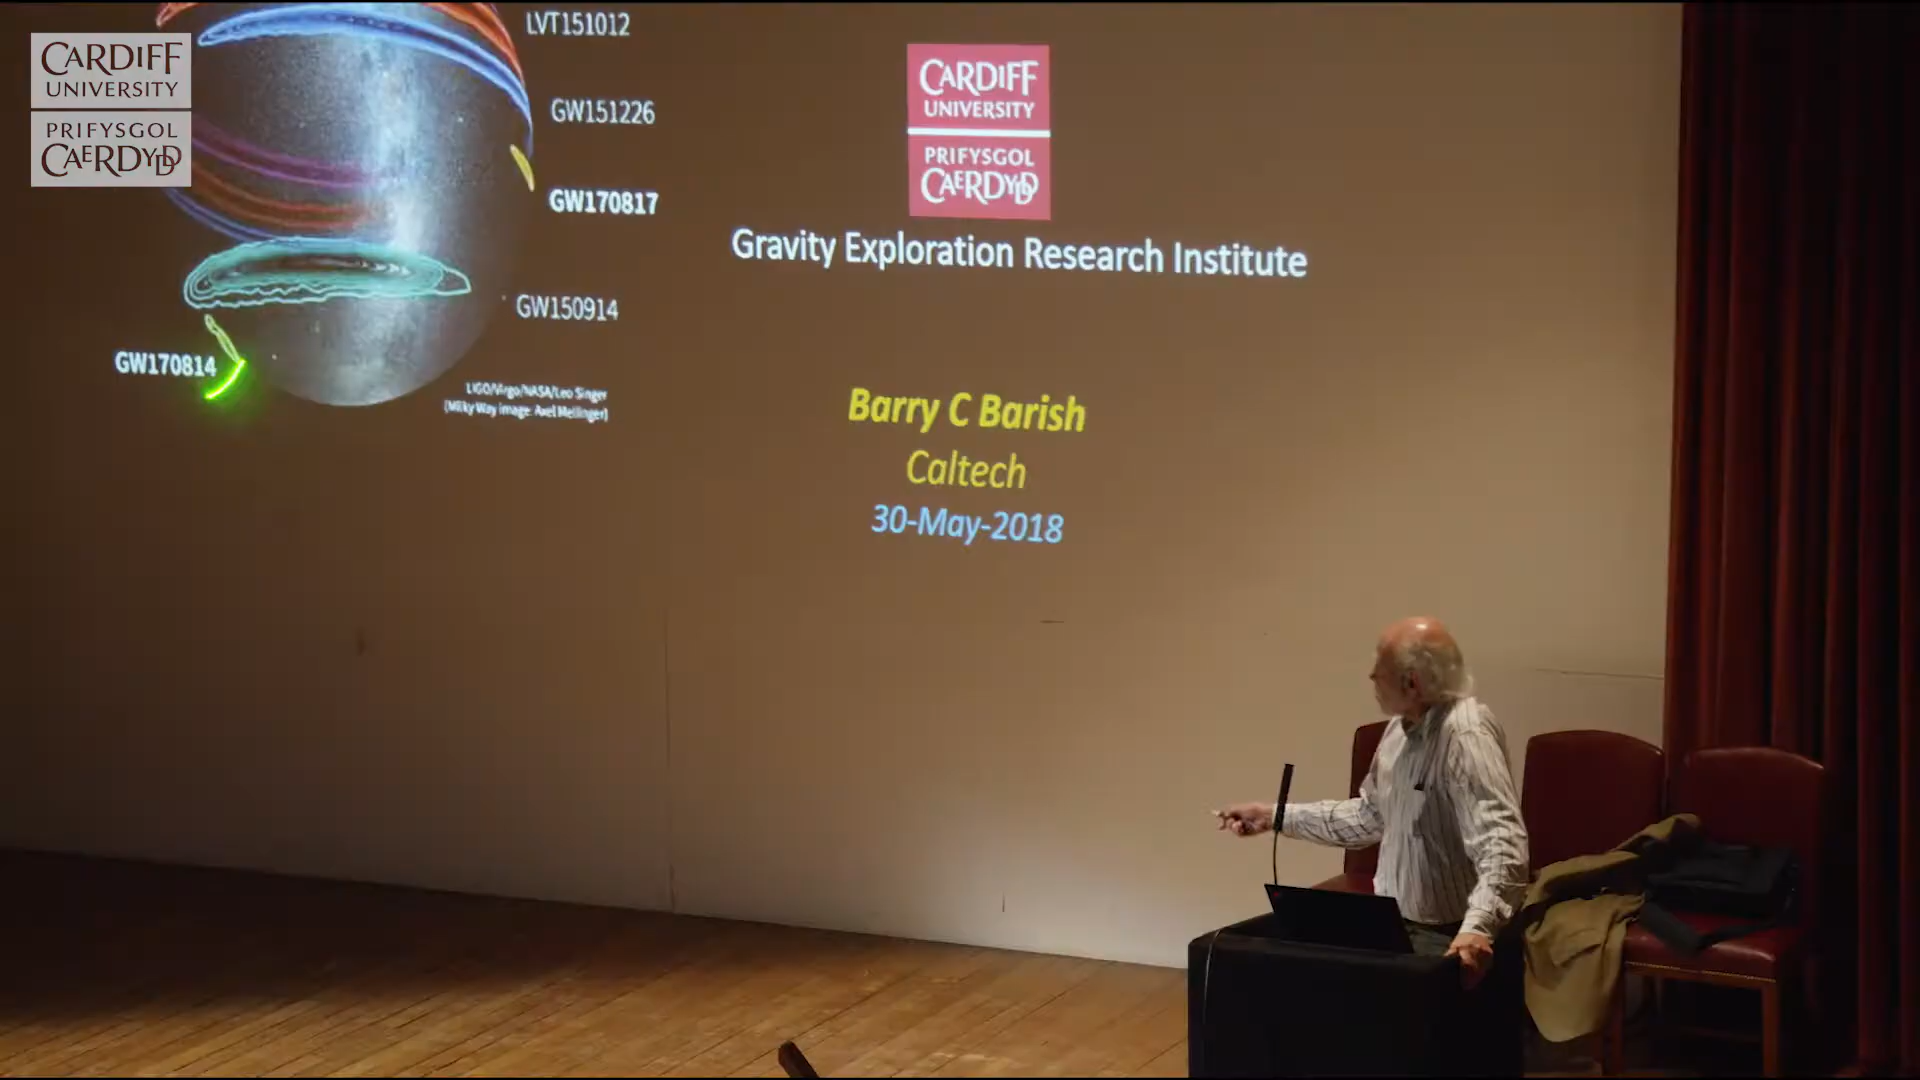 CARDIFF
UNIVERSITY
PRIFYSGOL
CAERDYDD
LVT151012
GW151226
GW170817
GW150914
GW170814
LIGO/Virgo/NASA/Leo Singer
(Milky Way image: Axel Mellinger)
CARDIFF
UNIVERSITY
PRIFYSGOL
CAERDYDD
Gravity Exploration Research Institute
Barry C Barish
Caltech
30-May-2018